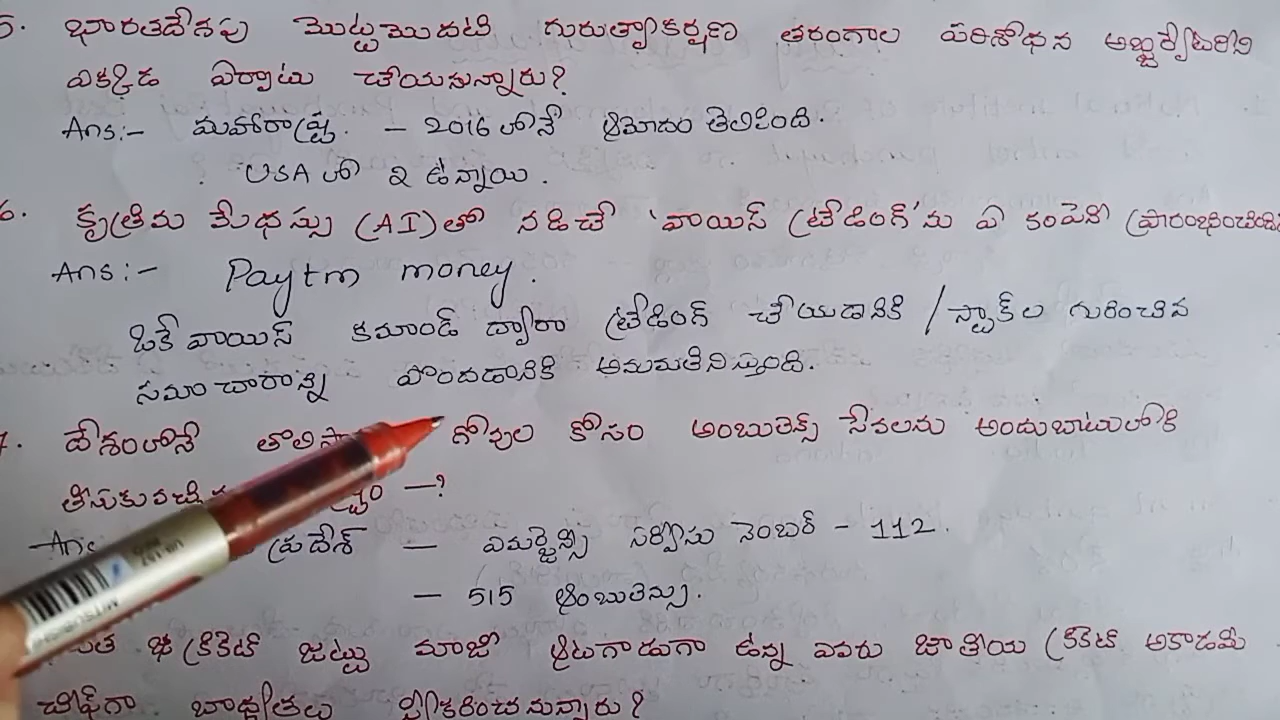 5. భారతదేశపు మొట్టమొదటి గురుత్వాకర్షణ తరంగాల పరిశోధన అబ్జర్వేటరీని
ఎక్కడ ఏర్పాటు చేయనున్నారు?
Ans:- మహారాష్ట్ర. - 2016 లోనే ఆమోదం తెలిపింది.
USA లో 2 ఉన్నాయి.
6. కృత్రిమ మేధస్సు (AI)తో నడిచే 'వాయిస్ ట్రేడింగ్'ను ఏ కంపెనీ ప్రారంభించింది
Ans:- Paytm money.
ఒకే వాయిస్ కమాండ్ ద్వారా ట్రేడింగ్ చేయడానికి / స్టాక్‌ల గురించిన
సమాచారాన్ని పొందడానికి అనుమతినిస్తుంది.
7. దేశంలోనే గోవుల కోసం అంబులెన్స్ సేవలను అందుబాటులోకి
—?
Ans ప్రదేశ్ — ఎమర్జెన్సీ సర్వీసు నెంబర్ - 112.
- 515 అంబులెన్సు.
క్రికెట్ జట్టు మాజీ ఆటగాడుగా ఉన్న ఎవరు జాతీయ క్రికెట్ అకాడమీ
చీఫ్‌గా బాధ్యతలు స్వీకరించనున్నారు?